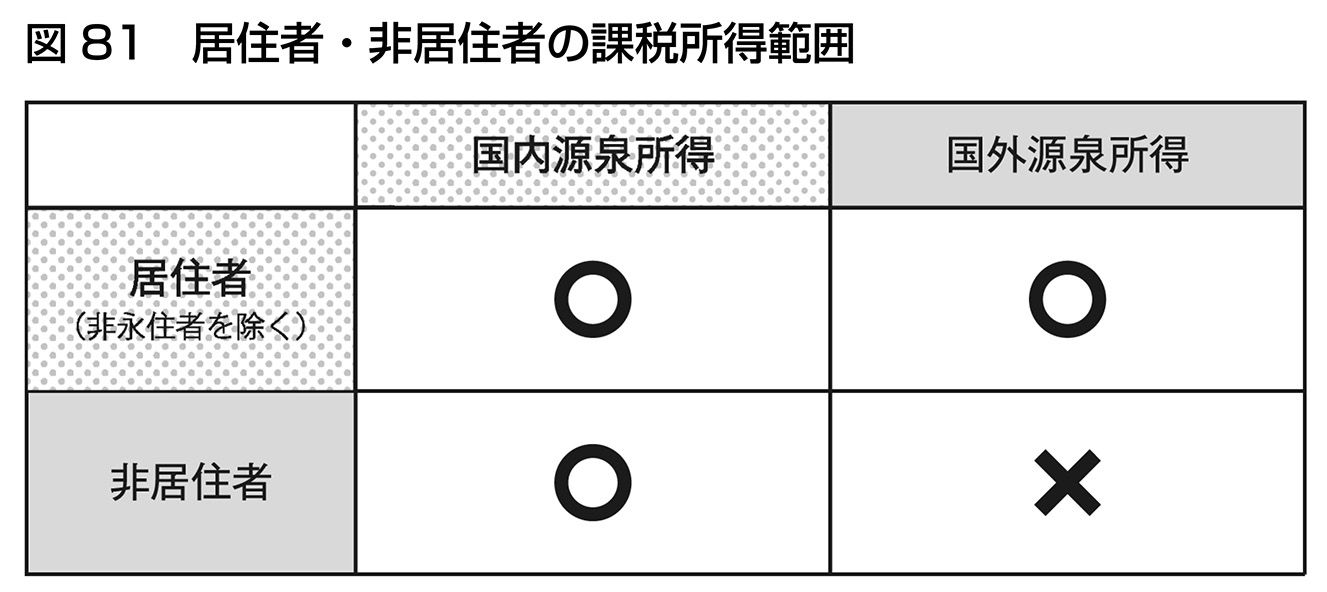 図81 居住者・非居住者の課税所得範囲
国内源泉所得
国外源泉所得
居住者
（非永住者を除く）
○
○
非居住者
○
×